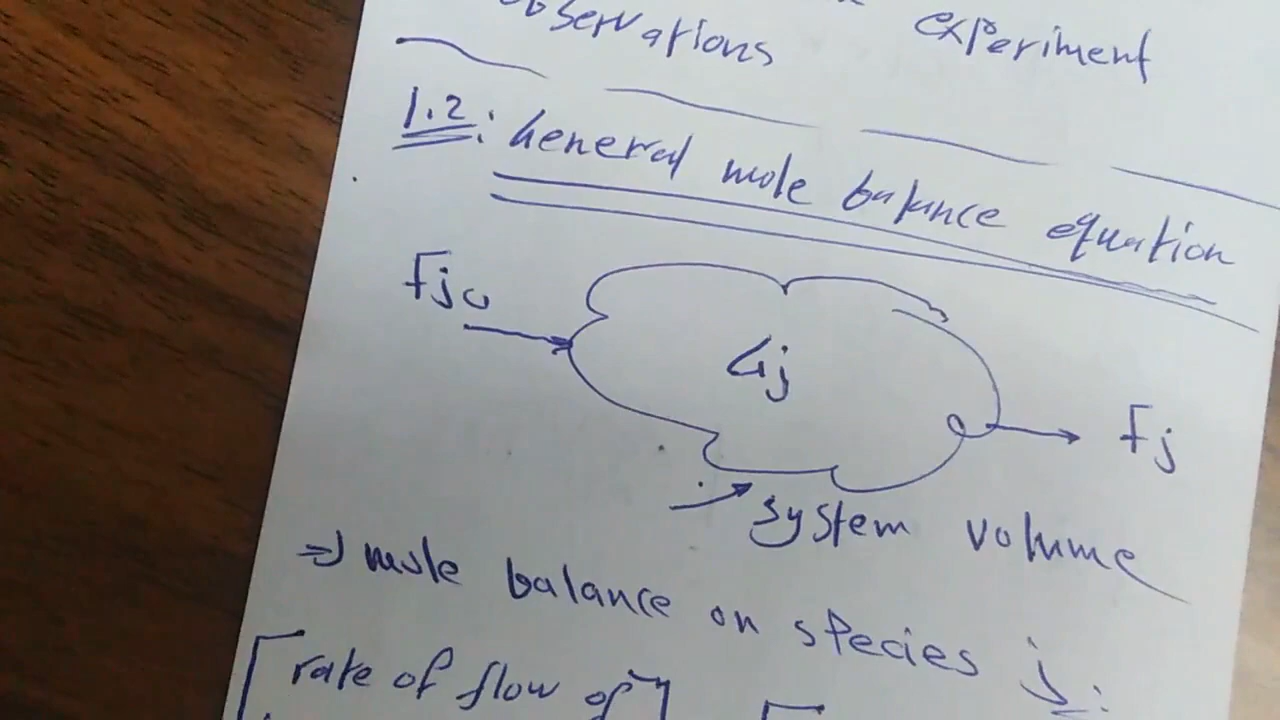 observations experiment
1.2: General mole balance equation
Fjo
Gj
Fj
system volume
⇒ mole balance on species j:
rate of flow of